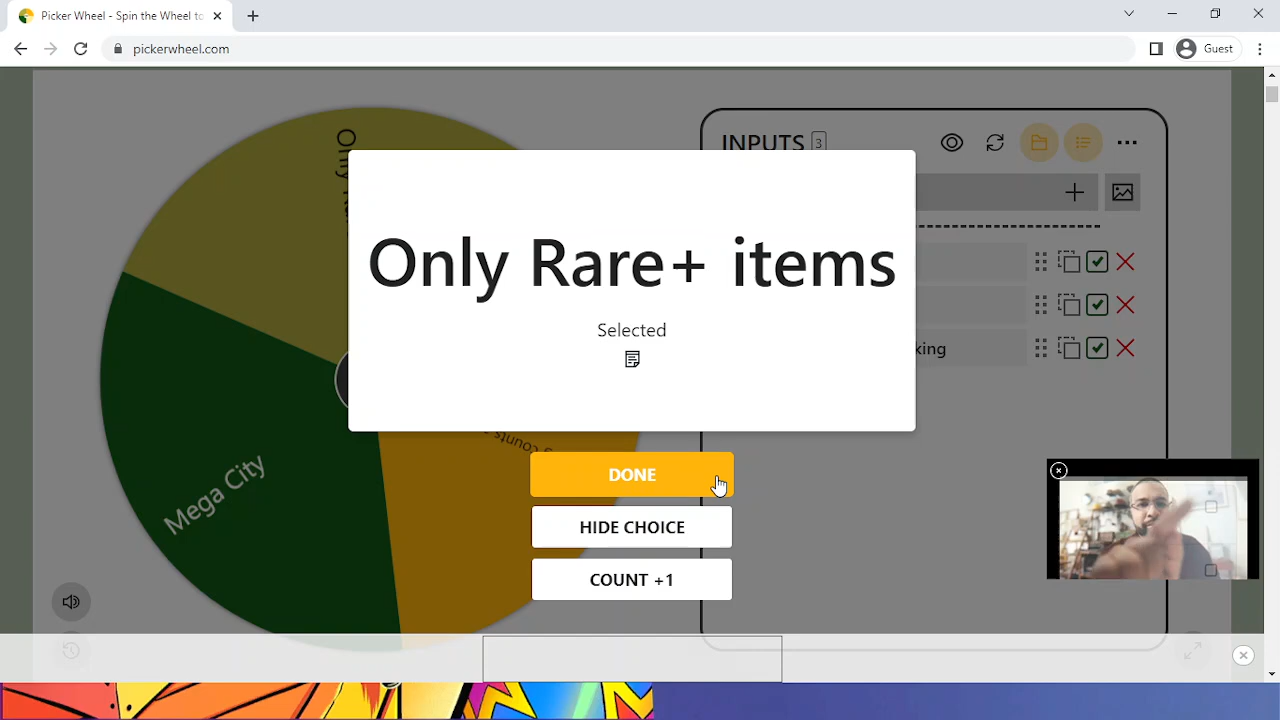 Picker Wheel - Spin the Wheel to
pickerwheel.com
Guest
INPUTS 3
Only Rare+ items
Selected
king
counts
Mega City
DONE
HIDE CHOICE
COUNT +1